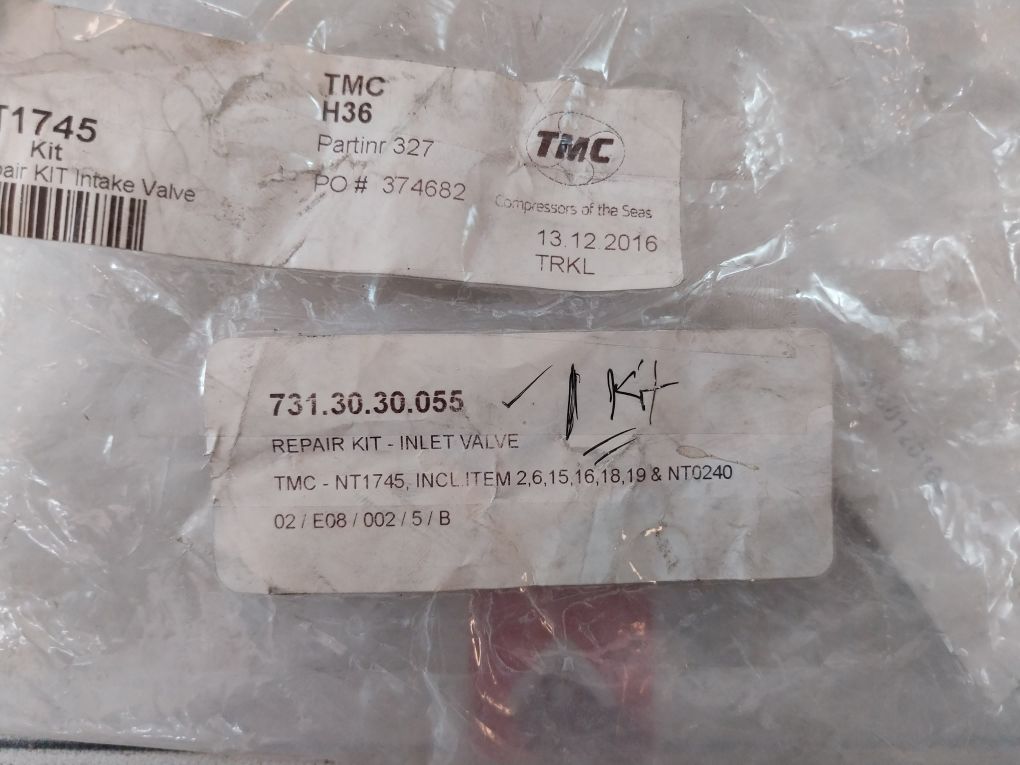 T1745
Kit
pair KIT Intake Valve
TMC
H36
Partinr 327
PO # 374682
TMC
Compressors of the Seas
13.12.2016
TRKL
731.30.30.055 ✓ 1 Kit
REPAIR KIT - INLET VALVE
TMC - NT1745, INCL.ITEM 2,6,15,16,18,19 & NT0240
02 / E08 / 002 / 5 / B